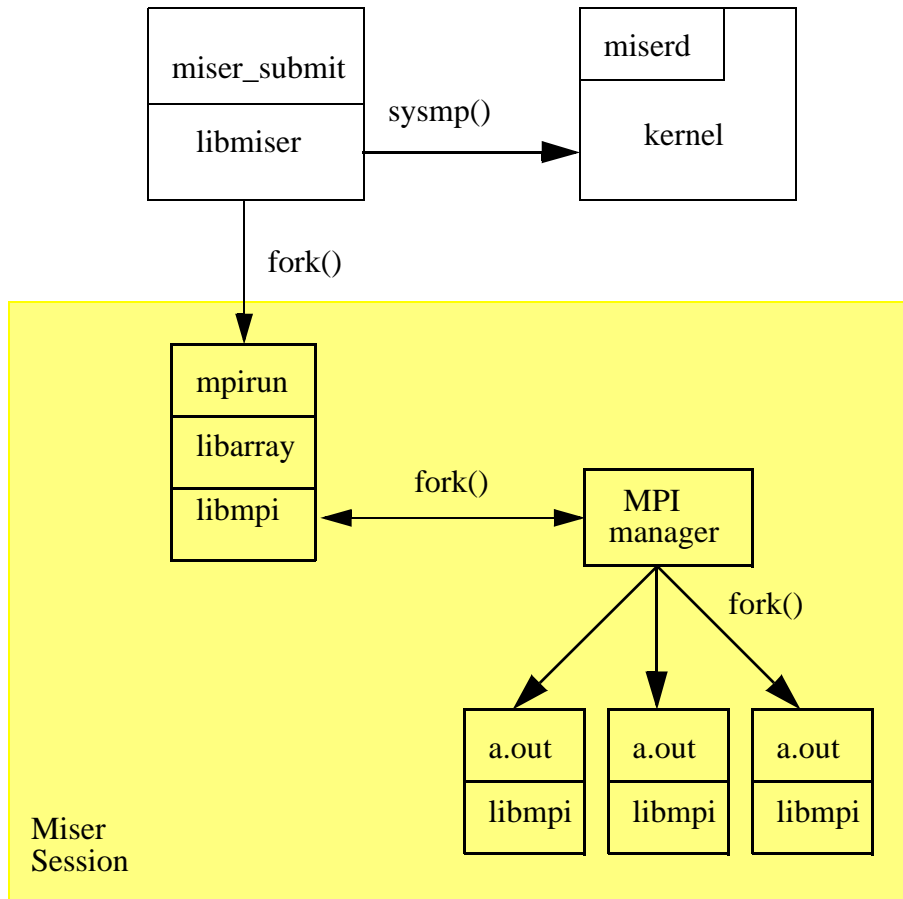 miser_submit
libmiser
sysmp()
miserd
kernel
fork()
mpirun
libarray
libmpi
fork()
MPI
manager
fork()
a.out
libmpi
a.out
libmpi
a.out
libmpi
Miser
Session